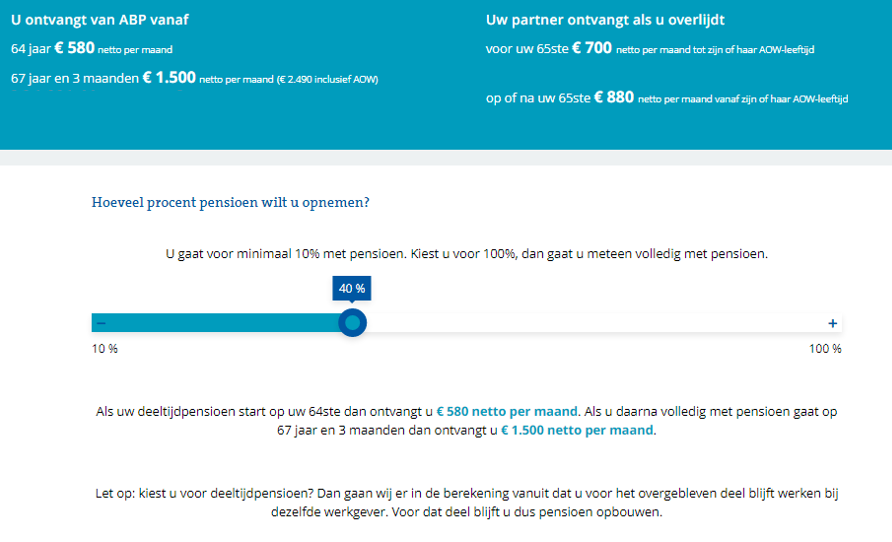 U ontvangt van ABP vanaf
64 jaar € 580 netto per maand
67 jaar en 3 maanden € 1.500 netto per maand (€ 2.490 inclusief AOW)
Uw partner ontvangt als u overlijdt
voor uw 65ste € 700 netto per maand tot zijn of haar AOW-leeftijd
op of na uw 65ste € 880 netto per maand vanaf zijn of haar AOW-leeftijd
Hoeveel procent pensioen wilt u opnemen?
U gaat voor minimaal 10% met pensioen. Kiest u voor 100%, dan gaat u meteen volledig met pensioen.
40 %
− +
10 % 100 %
Als uw deeltijdpensioen start op uw 64ste dan ontvangt u € 580 netto per maand. Als u daarna volledig met pensioen gaat op
67 jaar en 3 maanden dan ontvangt u € 1.500 netto per maand.
Let op: kiest u voor deeltijdpensioen? Dan gaan wij er in de berekening vanuit dat u voor het overgebleven deel blijft werken bij
dezelfde werkgever. Voor dat deel blijft u dus pensioen opbouwen.